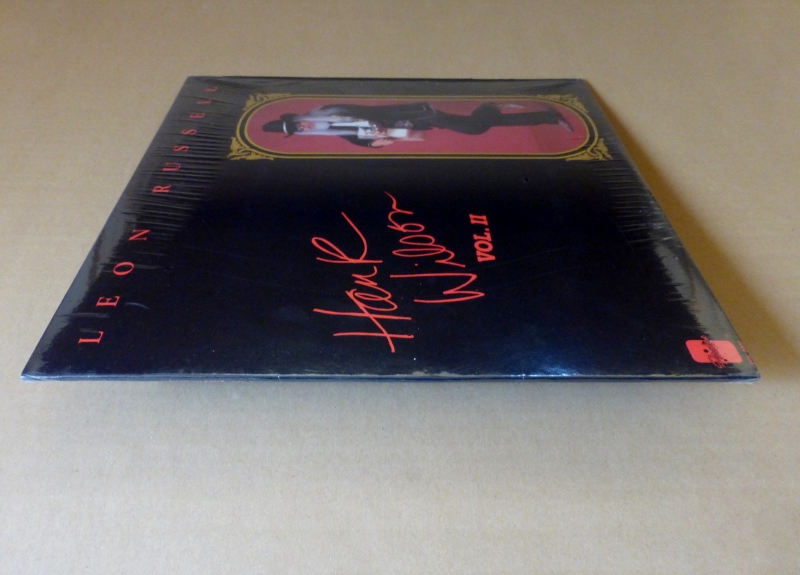 LEON RUSSELL
Hank
Wilson
VOL. II